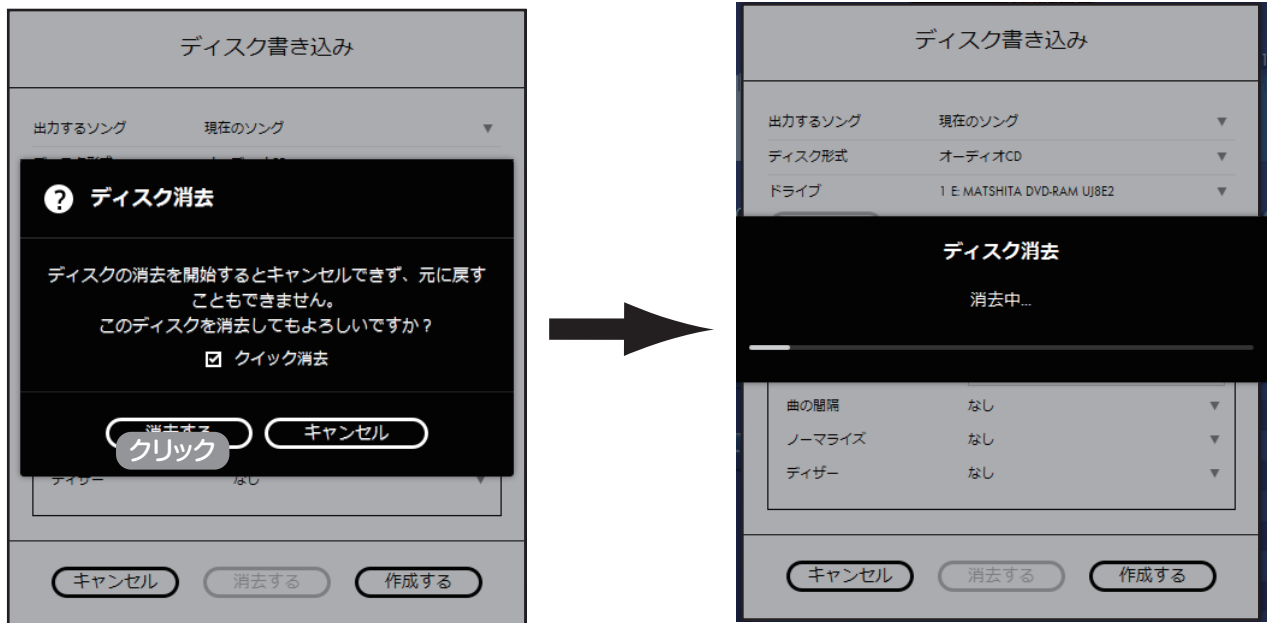 ディスク書き込み
出力するソング 現在のソング ▼
? ディスク消去
ディスクの消去を開始するとキャンセルできず、元に戻す
こともできません。
このディスクを消去してもよろしいですか？
☑ クイック消去
消去する キャンセル
クリック
ディザー なし ▼
キャンセル 消去する 作成する
ディスク書き込み
出力するソング 現在のソング ▼
ディスク形式 オーディオCD ▼
ドライブ 1 E: MATSHITA DVD-RAM UJ8E2 ▼
ディスク消去
消去中...
曲の間隔 なし ▼
ノーマライズ なし ▼
ディザー なし ▼
キャンセル 消去する 作成する